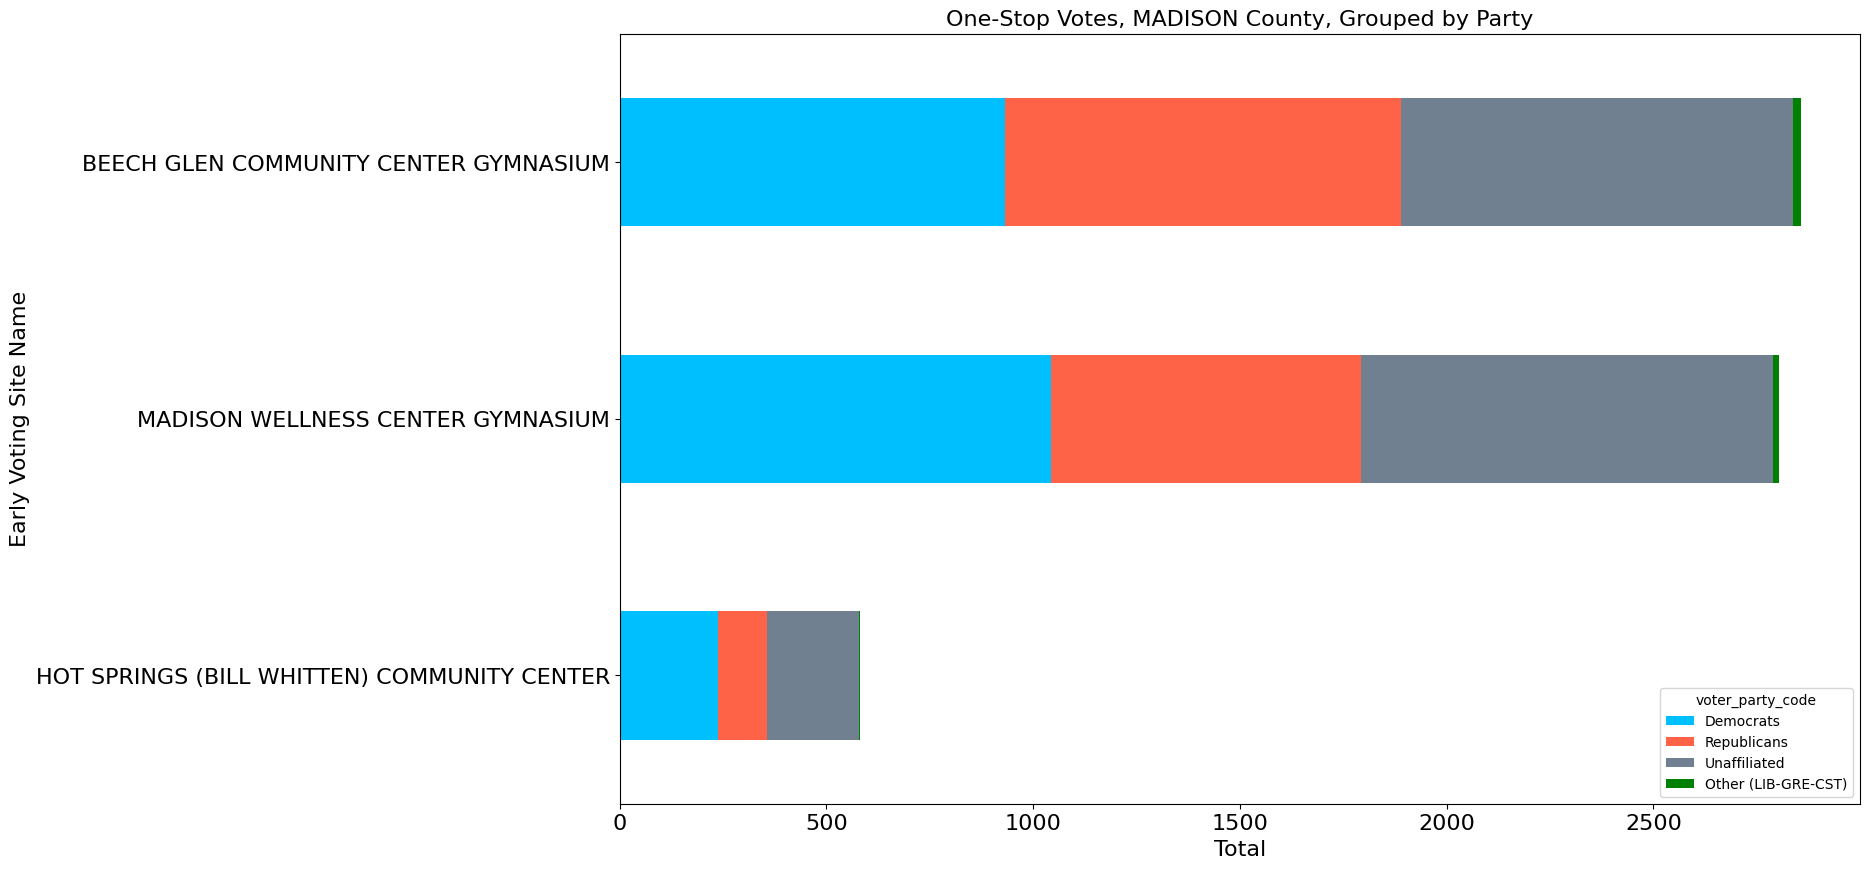 One-Stop Votes, MADISON County, Grouped by Party
Early Voting Site Name
BEECH GLEN COMMUNITY CENTER GYMNASIUM
MADISON WELLNESS CENTER GYMNASIUM
HOT SPRINGS (BILL WHITTEN) COMMUNITY CENTER
voter_party_code
Democrats
Republicans
Unaffiliated
Other (LIB-GRE-CST)
0 500 1000 1500 2000 2500
Total